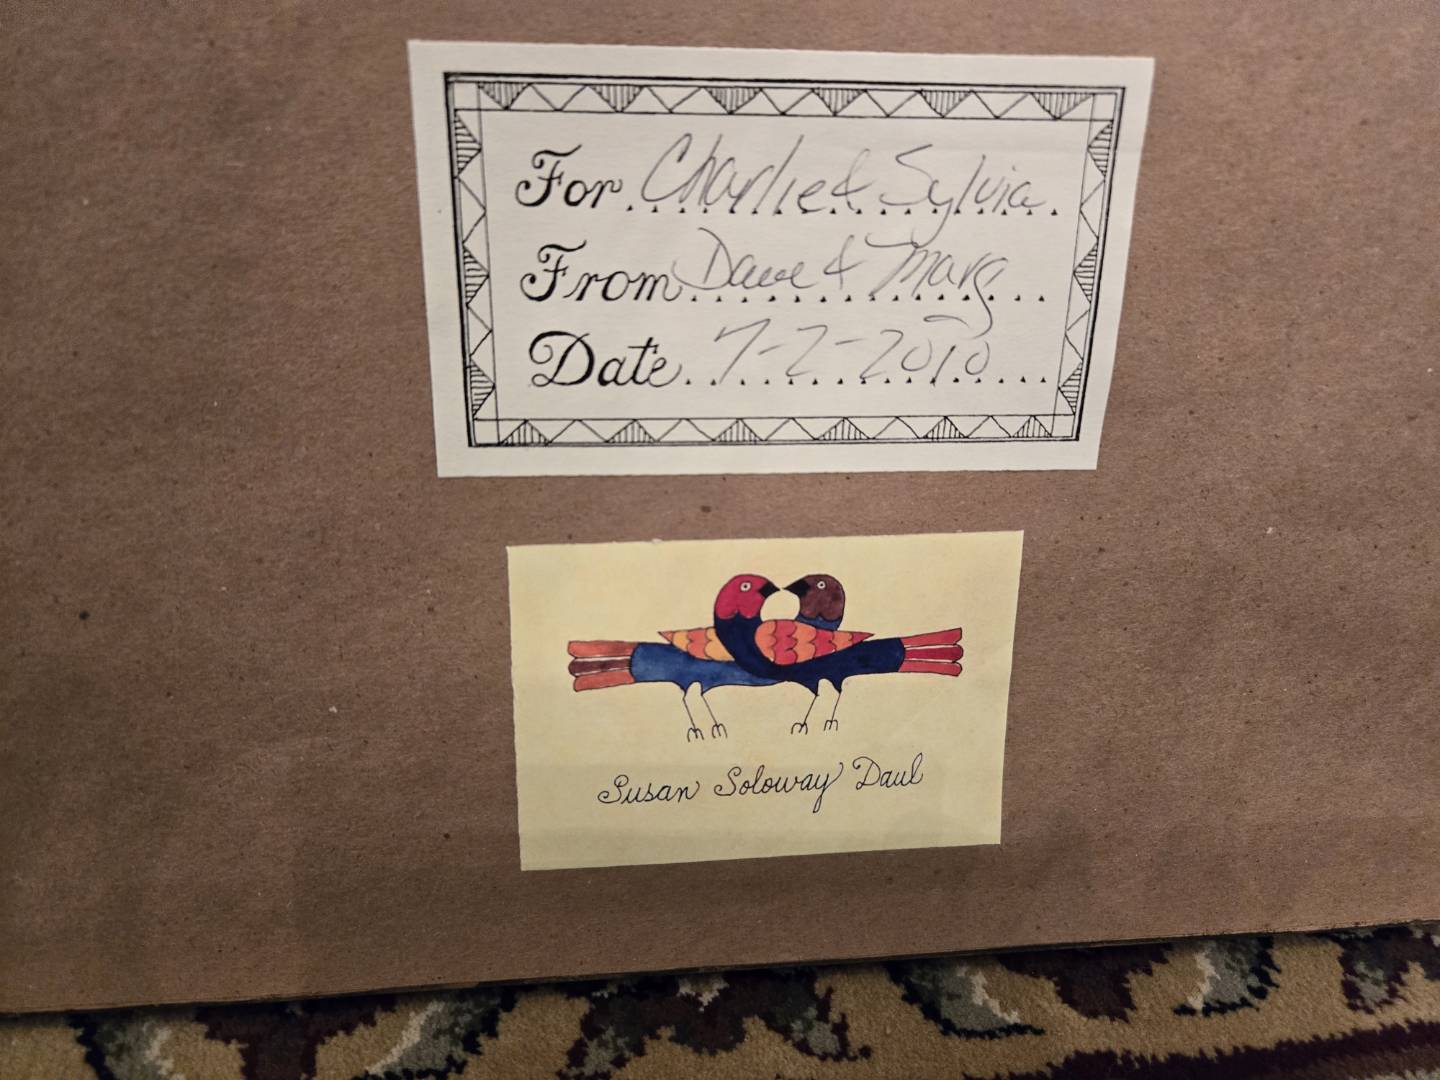 For Charlie & Sylvia
From Dave & Marg
Date 7-2-2010
Susan Soloway Daul